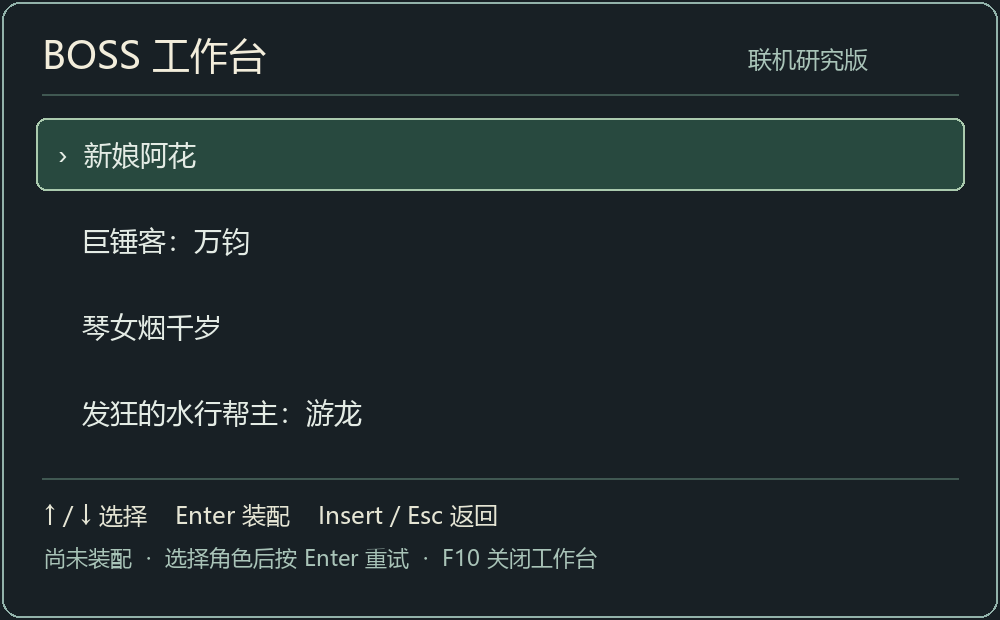 BOSS 工作台
联机研究版
› 新娘阿花
巨锤客：万钧
琴女烟千岁
发狂的水行帮主：游龙
↑/↓选择 Enter 装配 Insert / Esc 返回
尚未装配 · 选择角色后按 Enter 重试 · F10 关闭工作台